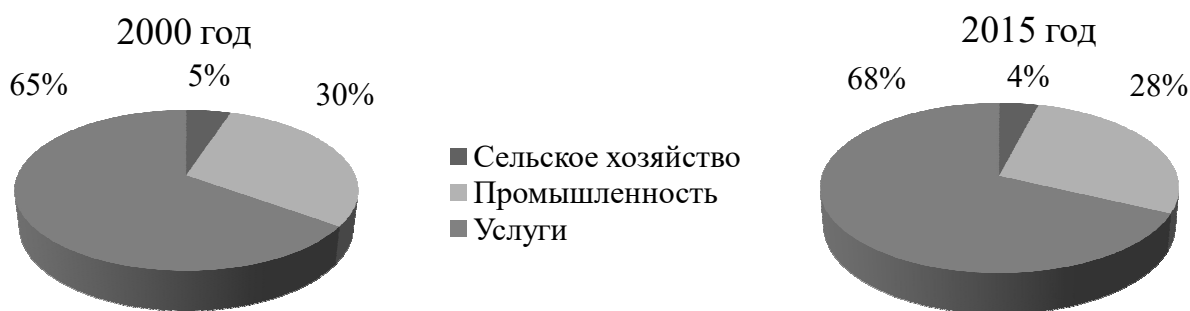 2000 год
65%
5%
30%
Сельское хозяйство
Промышленность
Услуги
2015 год
68%
4%
28%